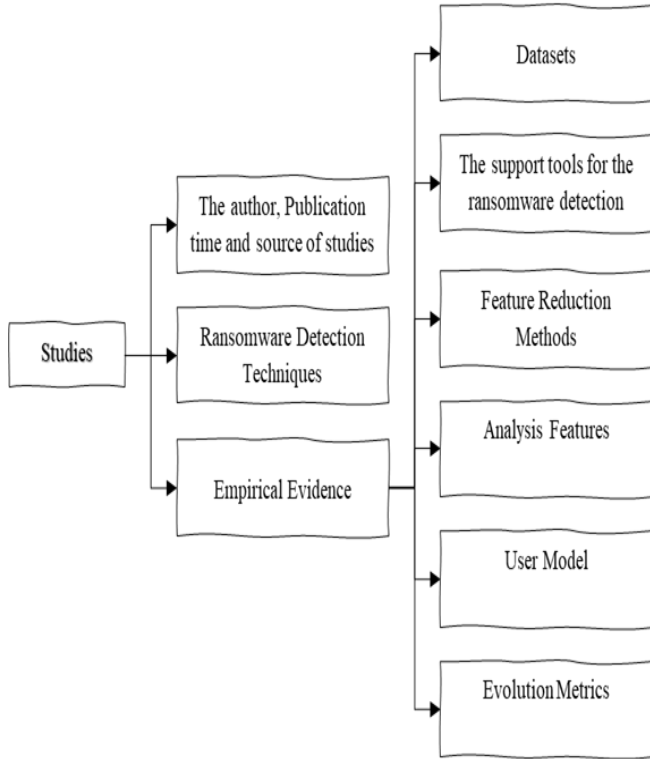 Studies
The author, Publication
time and source of studies
Ransomware Detection
Techniques
Empirical Evidence
Datasets
The support tools for the
ransomware detection
Feature Reduction
Methods
Analysis Features
User Model
Evolution Metrics